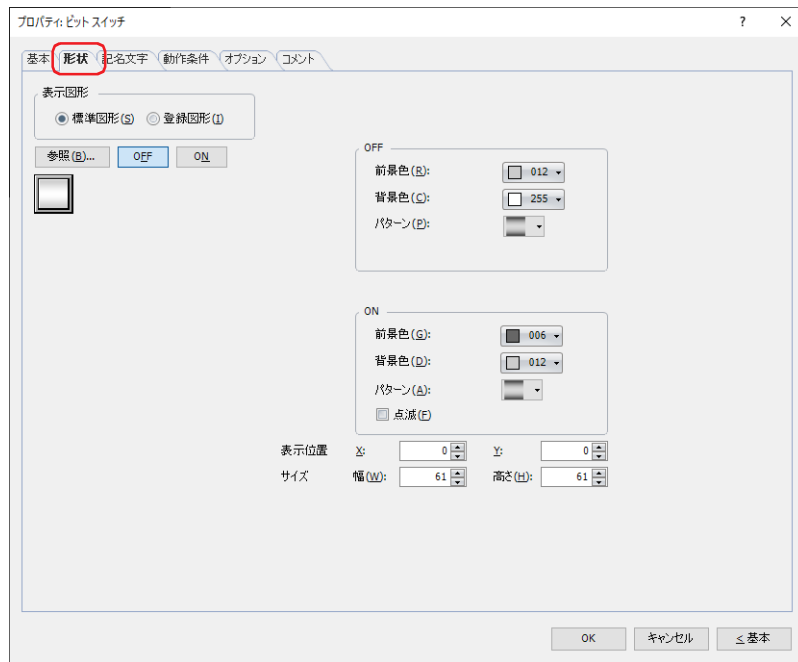 プロパティ: ビット スイッチ ?
基本 形状 記名文字 動作条件 オプション コメント
表示図形
標準図形(S) 登録図形(I)
参照(B)... OFF ON
OFF
前景色(R): 012
背景色(C): 255
パターン(P):
ON
前景色(G): 006
背景色(D): 012
パターン(A):
点滅(F)
表示位置 X: 0 Y: 0
サイズ 幅(W): 61 高さ(H): 61
OK キャンセル ≤ 基本